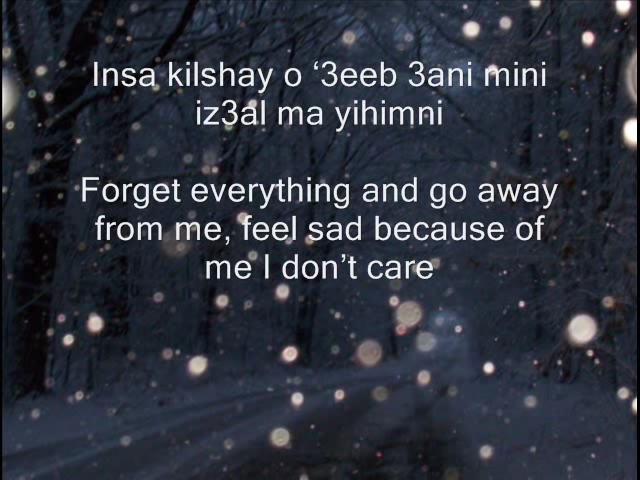 Insa kilshay o ‘3eeb 3ani mini
iz3al ma yihimni
Forget everything and go away
from me, feel sad because of
me I don’t care